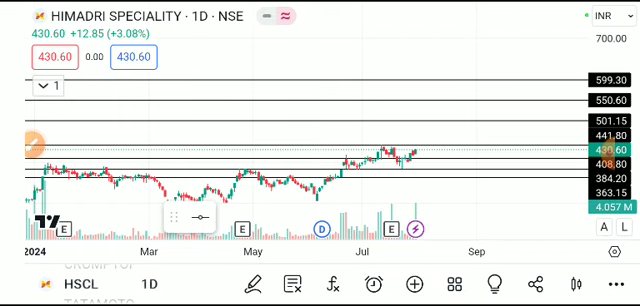 HIMADRI SPECIALITY · 1D · NSE
INR
430.60 +12.85 (+3.08%)
430.60 0.00 430.60
1
700.00
599.30
550.60
501.15
441.80
430.60
408.80
384.20
363.15
4.057 M
E E D E
A L
2024 Mar May Jul Sep
HSCL 1D